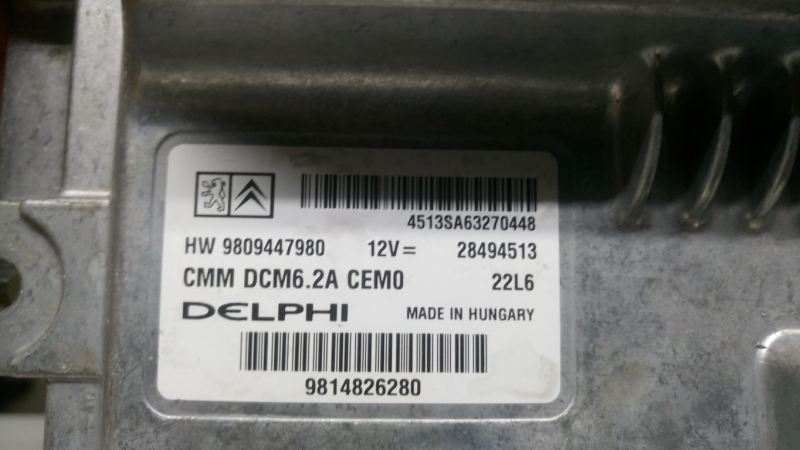 4513SA63270448
HW 9809447980 12V= 28494513
CMM DCM6.2A CEM0 22L6
DELPHI MADE IN HUNGARY
9814826280